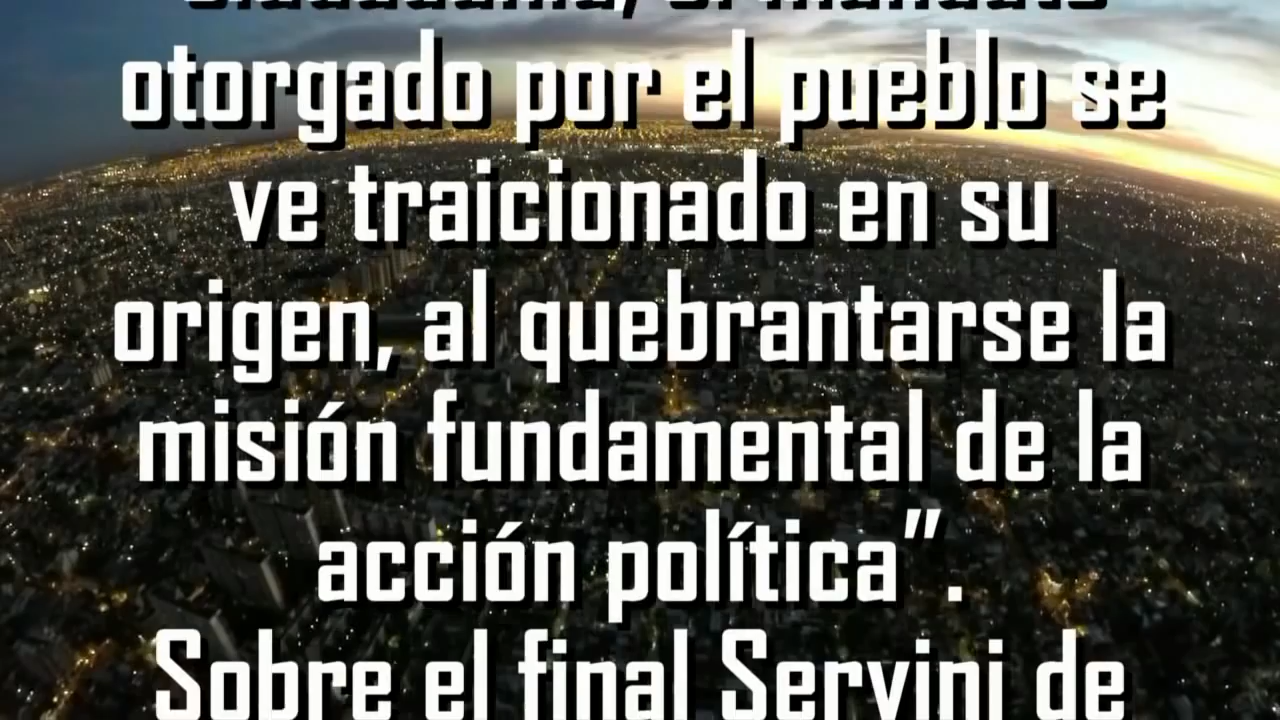 otorgado por el pueblo se
ve traicionado en su
origen, al quebrantarse la
misión fundamental de la
acción política”.
Sobre el final Servini de